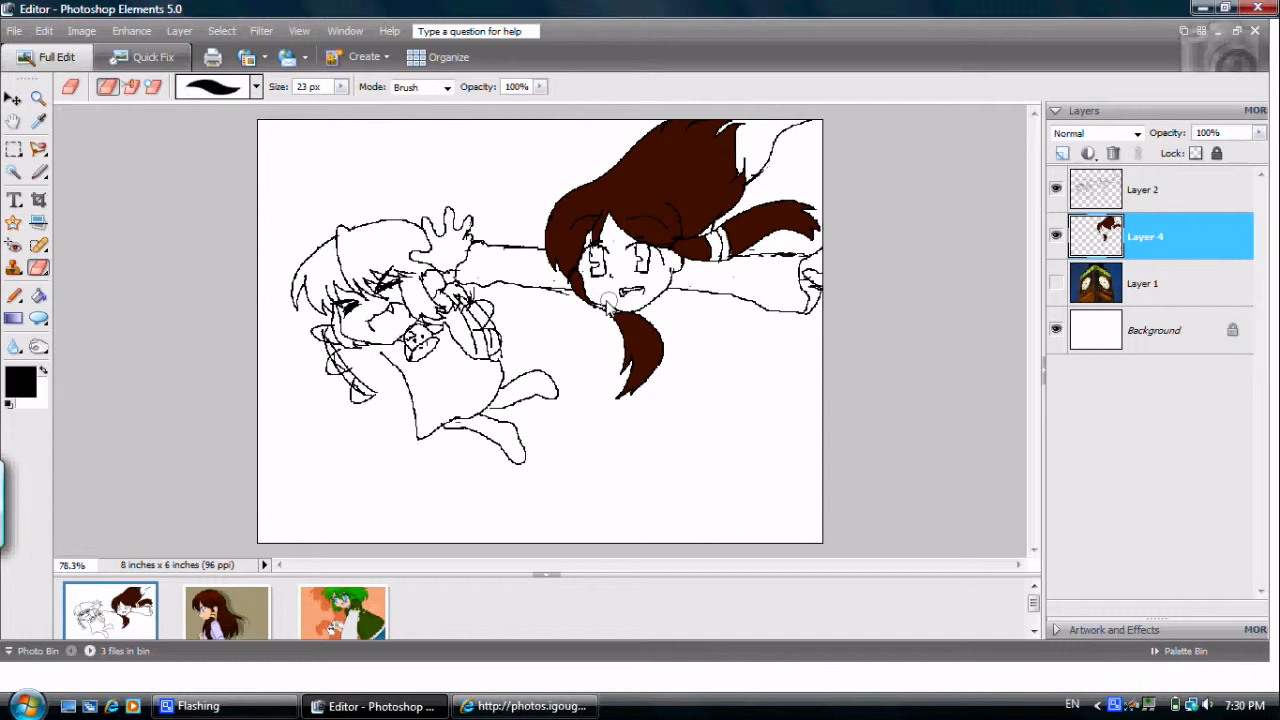 Editor - Photoshop Elements 5.0
File Edit Image Enhance Layer Select Filter View Window Help Type a question for help
Full Edit Quick Fix Create Organize
Size: 23 px Mode: Brush Opacity: 100%
Layers MOR
Normal Opacity: 100%
Lock:
Layer 2
Layer 4
Layer 1
Background
78.3% 8 inches x 6 inches (96 ppi)
Artwork and Effects MOR
Photo Bin 3 files in bin Palette Bin
Flashing Editor - Photoshop ... http://photos.igoug... EN 7:30 PM